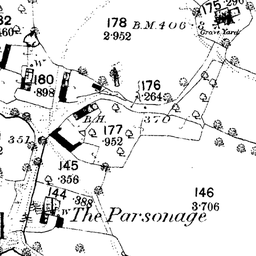 175
178
2.952
B.M. 406.8
Grave Yard
W
180
.898
176
.264
B.H.
370
177
.952
351
145
.356
144
.388
146
3.706
W
The Parsonage